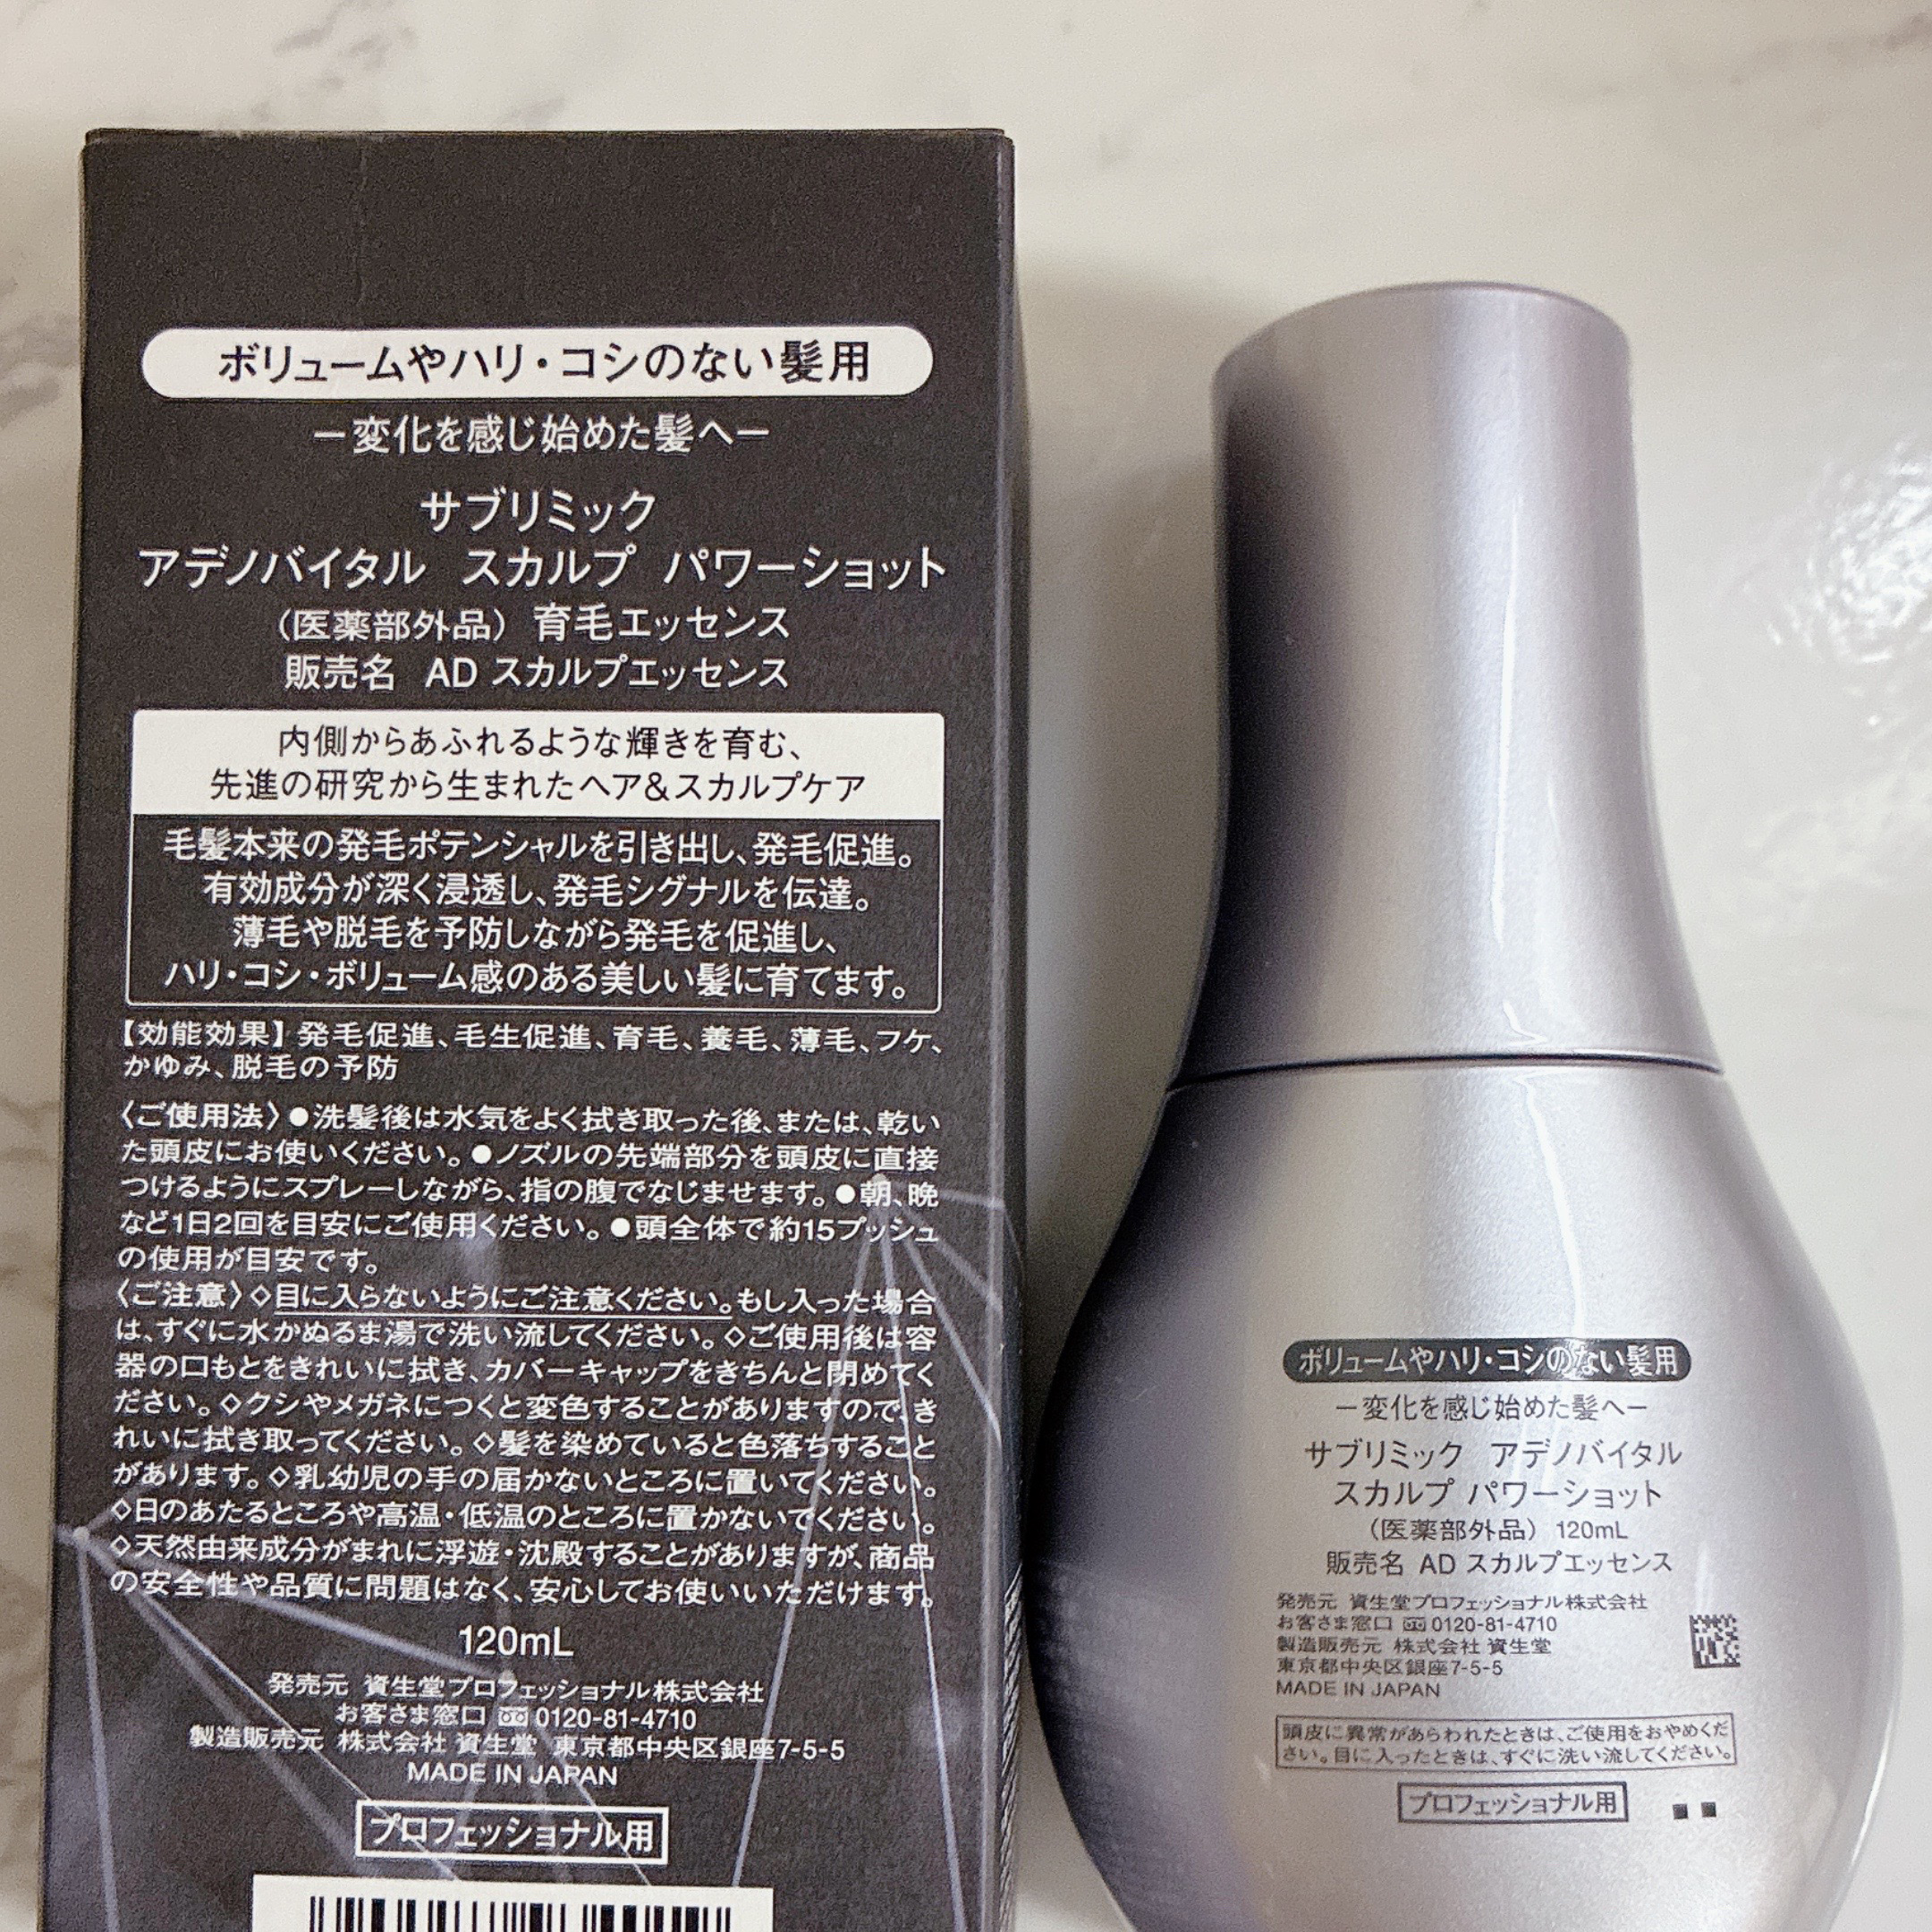 ボリュームやハリ・コシのない髪用
―変化を感じ始めた髪へ―
サブリミック
アデノバイタル スカルプ パワーショット
（医薬部外品）育毛エッセンス
販売名 AD スカルプエッセンス
内側からあふれるような輝きを育む、
先進の研究から生まれたヘア&スカルプケア
毛髪本来の発毛ポテンシャルを引き出し、発毛促進。
有効成分が深く浸透し、発毛シグナルを伝達。
薄毛や脱毛を予防しながら発毛を促進し、
ハリ・コシ・ボリューム感のある美しい髪に育てます。
【効能効果】発毛促進、毛生促進、育毛、養毛、薄毛、フケ、
かゆみ、脱毛の予防
〈ご使用法〉●洗髪後は水気をよく拭き取った後、または、乾い
た頭皮にお使いください。●ノズルの先端部分を頭皮に直接
つけるようにスプレーしながら、指の腹でなじませます。●朝、晩
など1日2回を目安にご使用ください。●頭全体で約15プッシュ
の使用が目安です。
〈ご注意〉◇目に入らないようにご注意ください。もし入った場合
は、すぐに水かぬるま湯で洗い流してください。◇ご使用後は容
器の口もとをきれいに拭き、カバーキャップをきちんと閉めてく
ださい。◇クシやメガネにつくと変色することがありますので、き
れいに拭き取ってください。◇髪を染めていると色落ちすること
があります。◇乳幼児の手の届かないところに置いてください。
◇日のあたるところや高温・低温のところに置かないでください。
◇天然由来成分がまれに浮遊・沈殿することがありますが、商品
の安全性や品質に問題はなく、安心してお使いいただけます。
120mL
発売元 資生堂プロフェッショナル株式会社
お客さま窓口 0120-81-4710
製造販売元 株式会社 資生堂 東京都中央区銀座7-5-5
MADE IN JAPAN
プロフェッショナル用
ボリュームやハリ・コシのない髪用
―変化を感じ始めた髪へ―
サブリミック アデノバイタル
スカルプ パワーショット
（医薬部外品） 120mL
販売名 AD スカルプエッセンス
発売元 資生堂プロフェッショナル株式会社
お客さま窓口 0120-81-4710
製造販売元 株式会社 資生堂
東京都中央区銀座7-5-5
MADE IN JAPAN
頭皮に異常があらわれたときは、ご使用をおやめくだ
さい。目に入ったときは、すぐに洗い流してください。
プロフェッショナル用